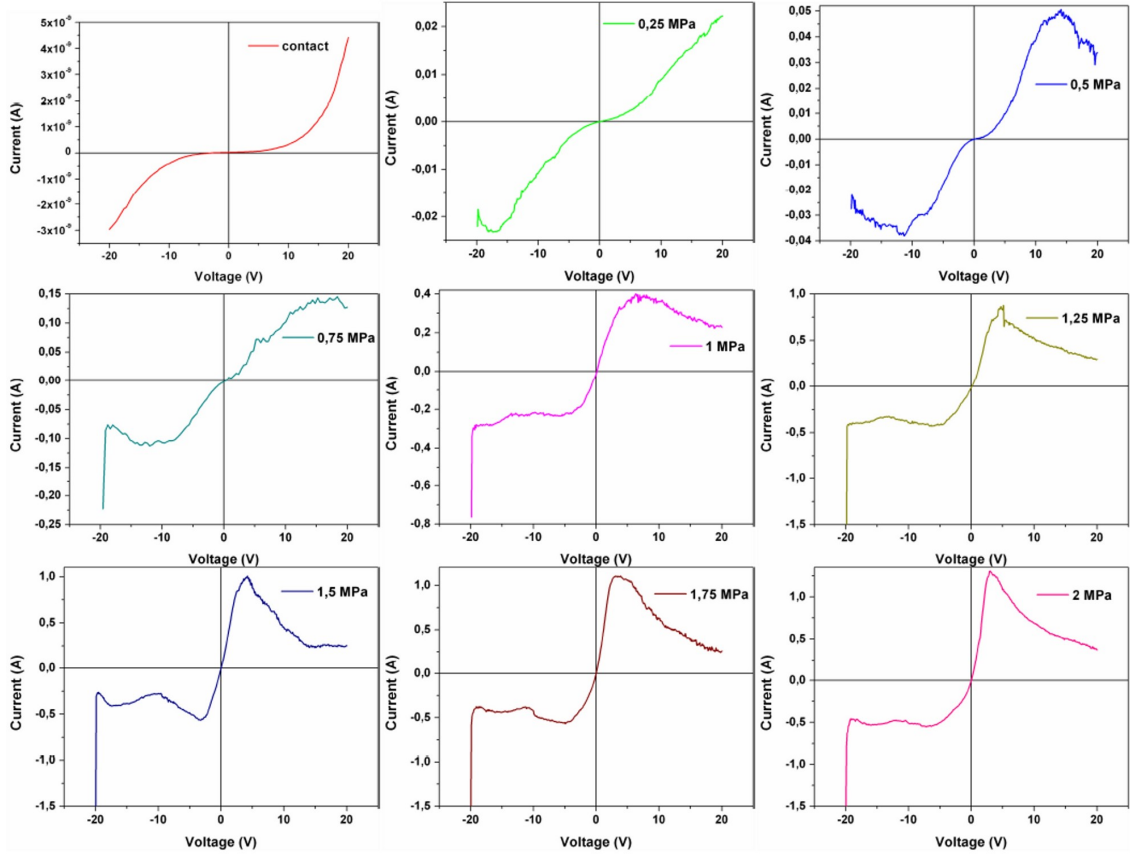 5x10⁻⁹
4x10⁻⁹
3x10⁻⁹
2x10⁻⁹
1x10⁻⁹
0
-1x10⁻⁹
-2x10⁻⁹
-3x10⁻⁹
Current (A)
contact
-20 -10 0 10 20
Voltage (V)
0,02
0,01
0,00
-0,01
-0,02
Current (A)
0,25 MPa
-20 -10 0 10 20
Voltage (V)
0,05
0,04
0,03
0,02
0,01
0,00
-0,01
-0,02
-0,03
-0,04
Current (A)
0,5 MPa
-20 -10 0 10 20
Voltage (V)
0,15
0,10
0,05
0,00
-0,05
-0,10
-0,15
-0,20
-0,25
Current (A)
0,75 MPa
-20 -10 0 10 20
Voltage (V)
0,4
0,2
0,0
-0,2
-0,4
-0,6
-0,8
Current (A)
1 MPa
-20 -10 0 10 20
Voltage (V)
1,0
0,5
0,0
-0,5
-1,0
-1,5
Current (A)
1,25 MPa
-20 -10 0 10 20
Voltage (V)
1,0
0,5
0,0
-0,5
-1,0
-1,5
Current (A)
1,5 MPa
-20 -10 0 10 20
Voltage (V)
1,0
0,5
0,0
-0,5
-1,0
-1,5
Current (A)
1,75 MPa
-20 -10 0 10 20
Voltage (V)
1,0
0,5
0,0
-0,5
-1,0
-1,5
Current (A)
2 MPa
-20 -10 0 10 20
Voltage (V)